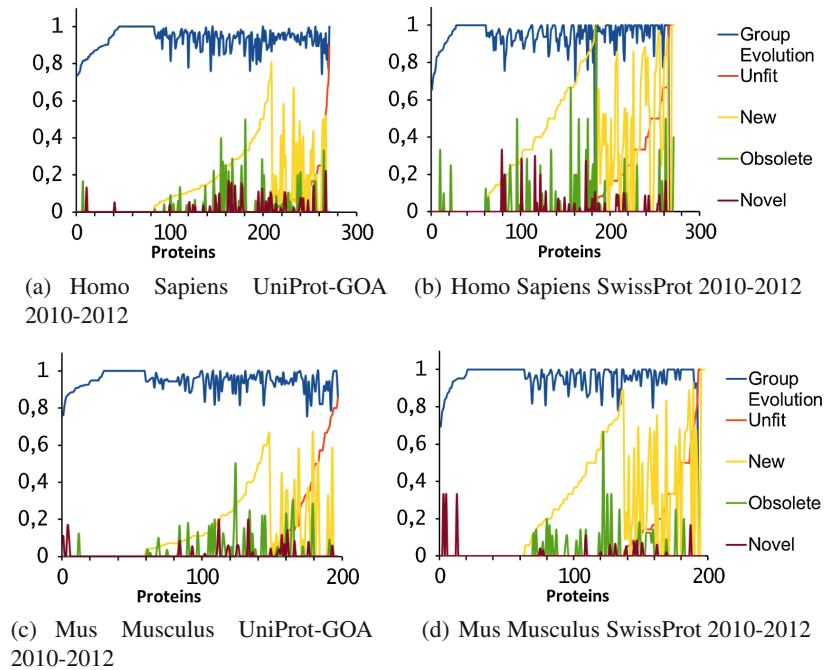 1
0,8
0,6
0,4
0,2
0
0 100 200 300
Proteins
(a) Homo Sapiens UniProt-GOA
2010-2012
1
0,8
0,6
0,4
0,2
0
0 100 200 300
Proteins
(b) Homo Sapiens SwissProt 2010-2012
Group
Evolution
Unfit
New
Obsolete
Novel
1
0,8
0,6
0,4
0,2
0
0 100 200
Proteins
(c) Mus Musculus UniProt-GOA
2010-2012
1
0,8
0,6
0,4
0,2
0
0 100 200
Proteins
(d) Mus Musculus SwissProt 2010-2012
Group
Evolution
Unfit
New
Obsolete
Novel